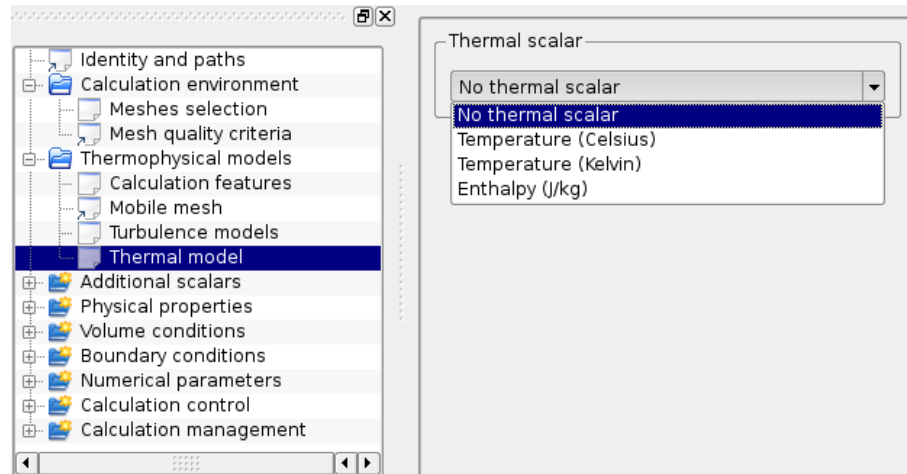 Identity and paths
Calculation environment
Meshes selection
Mesh quality criteria
Thermophysical models
Calculation features
Mobile mesh
Turbulence models
Thermal model
Additional scalars
Physical properties
Volume conditions
Boundary conditions
Numerical parameters
Calculation control
Calculation management
Thermal scalar
No thermal scalar
No thermal scalar
Temperature (Celsius)
Temperature (Kelvin)
Enthalpy (J/kg)